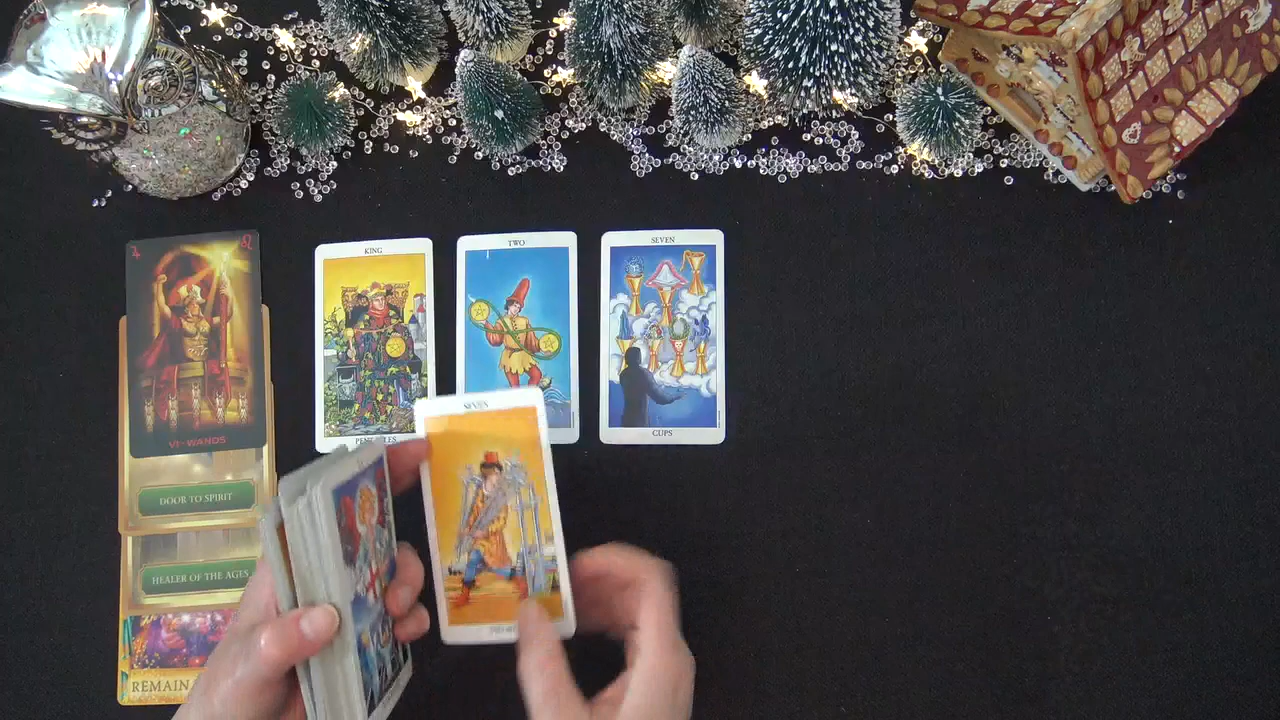 VI - WANDS
DOOR TO SPIRIT
HEALER OF THE AGES
REMAIN
KING
TWO
SEVEN
CUPS
SEVEN